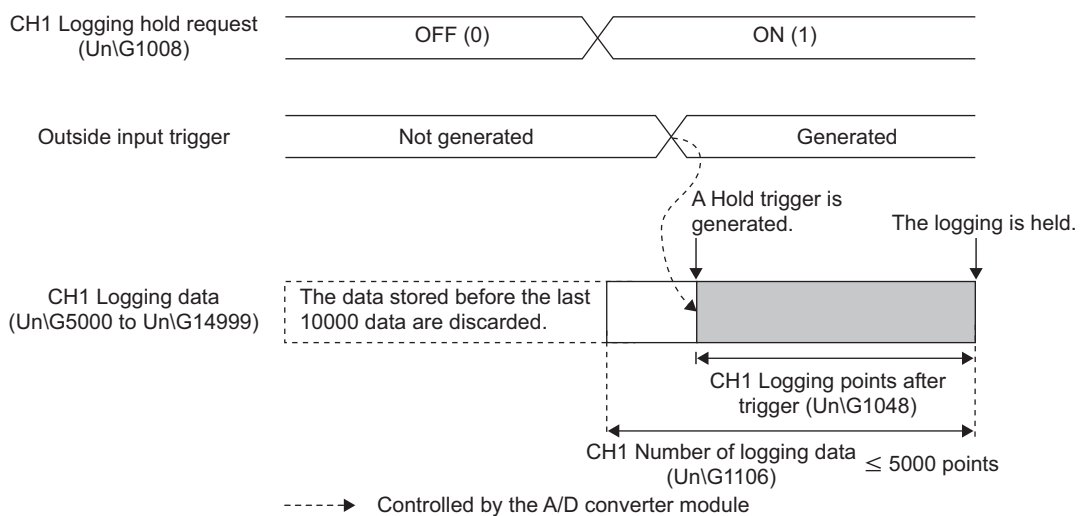 CH1 Logging hold request
(Un\G1008)
OFF (0)
ON (1)
Outside input trigger
Not generated
Generated
A Hold trigger is
generated.
The logging is held.
CH1 Logging data
(Un\G5000 to Un\G14999)
The data stored before the last
10000 data are discarded.
CH1 Logging points after
trigger (Un\G1048)
CH1 Number of logging data
(Un\G1106)
≤ 5000 points
Controlled by the A/D converter module